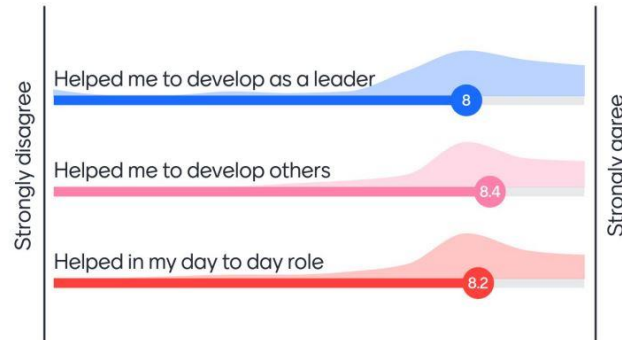 Strongly disagree
Helped me to develop as a leader
8
Helped me to develop others
8.4
Helped in my day to day role
8.2
Strongly agree